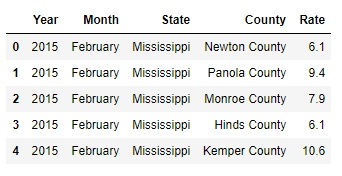 Year Month State County Rate
0 2015 February Mississippi Newton County 6.1
1 2015 February Mississippi Panola County 9.4
2 2015 February Mississippi Monroe County 7.9
3 2015 February Mississippi Hinds County 6.1
4 2015 February Mississippi Kemper County 10.6